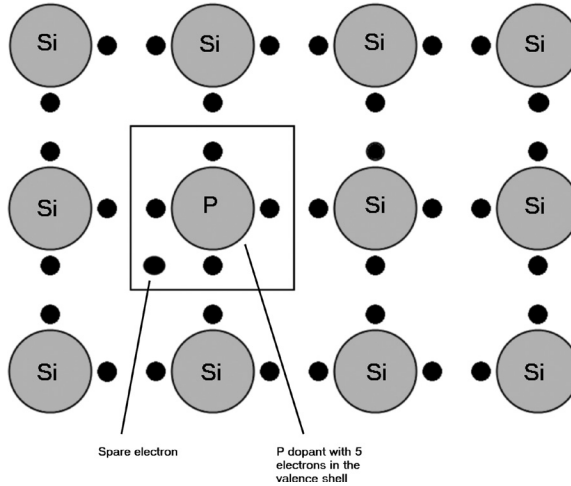 Si Si Si Si
Si P Si Si
Si Si Si Si
Spare electron
P dopant with 5
electrons in the
valence shell